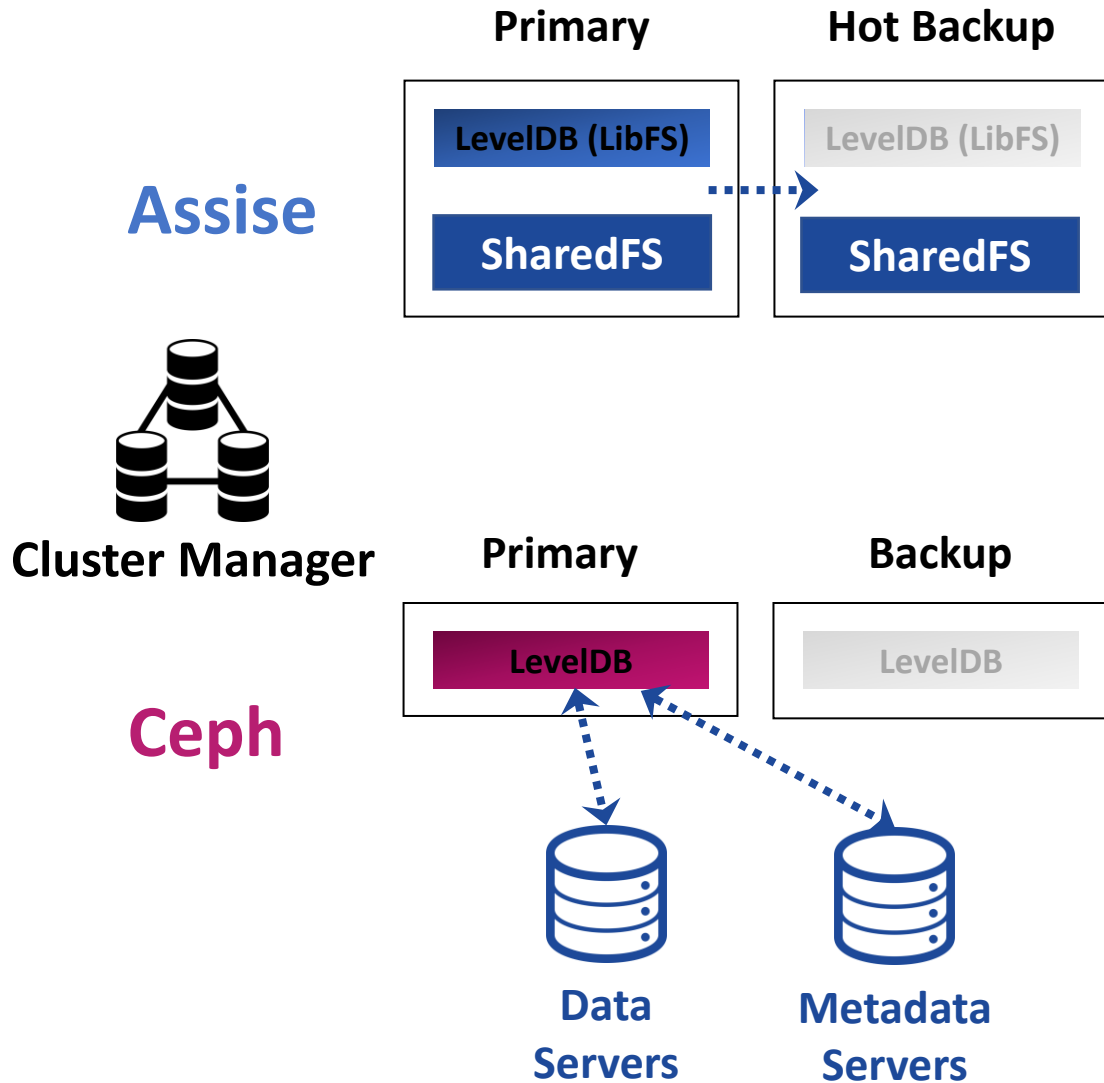 Primary
Hot Backup
Assise
LevelDB (LibFS)
SharedFS
LevelDB (LibFS)
SharedFS
Cluster Manager
Primary
Backup
Ceph
LevelDB
LevelDB
Data
Servers
Metadata
Servers